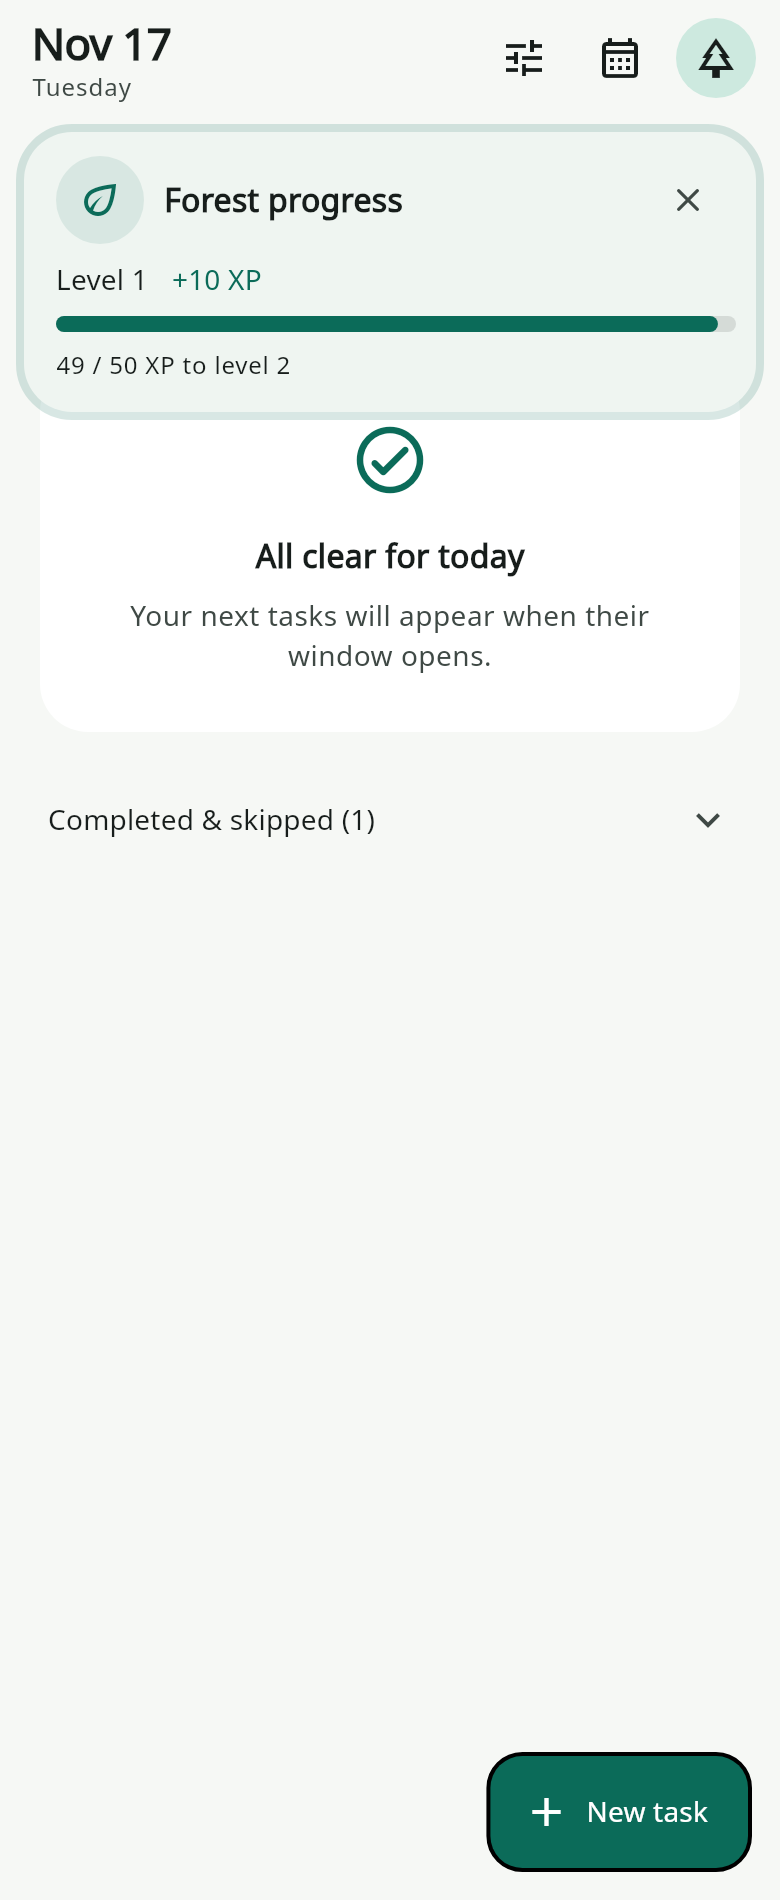 Nov 17
Tuesday
Forest progress
Level 1 +10 XP
49 / 50 XP to level 2
All clear for today
Your next tasks will appear when their
window opens.
Completed & skipped (1)
New task